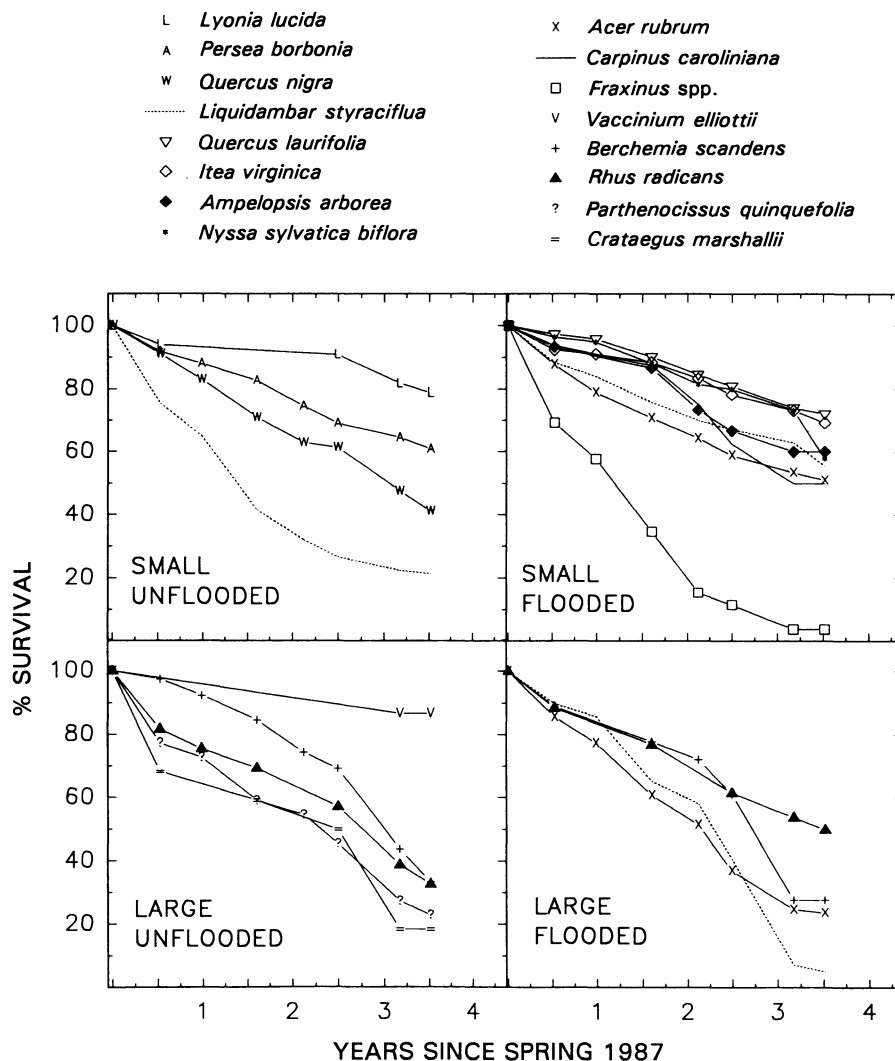 L Lyonia lucida
A Persea borbonia
W Quercus nigra
Liquidambar styraciflua
Quercus laurifolia
Itea virginica
Ampelopsis arborea
* Nyssa sylvatica biflora
X Acer rubrum
Carpinus caroliniana
Fraxinus spp.
V Vaccinium elliottii
+ Berchemia scandens
Rhus radicans
? Parthenocissus quinquefolia
= Crataegus marshallii
% SURVIVAL
100
80
60
40
20
SMALL
UNFLOODED
SMALL
FLOODED
100
80
60
40
20
LARGE
UNFLOODED
LARGE
FLOODED
1 2 3 4 1 2 3 4
YEARS SINCE SPRING 1987